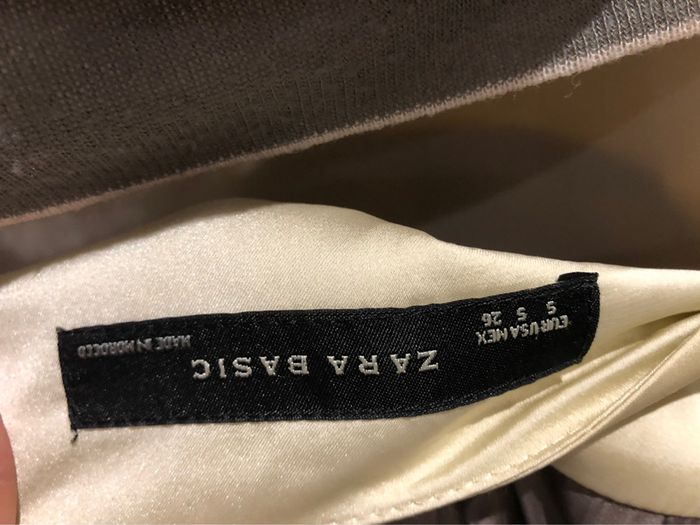 ZARA BASIC
EUR USA MEX
S S 26
MADE IN MOROCCO